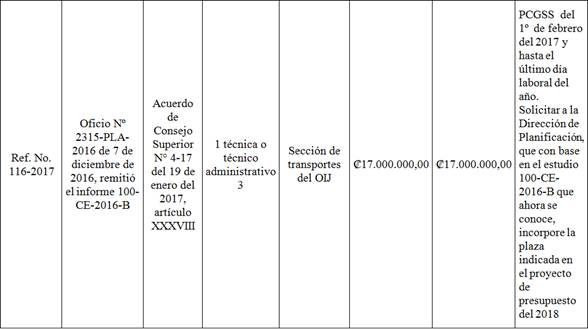 Ref. No.
116-2017
Oficio Nº
2315-PLA-
2016 de 7 de
diciembre de
2016, remitió
el informe 100-
CE-2016-B
Acuerdo
de
Consejo
Superior
N° 4-17
del 19 de
enero del
2017,
artículo
XXXVIII
1 técnica o
técnico
administrativo
3
Sección de
transportes
del OIJ
₡17.000.000,00
₡17.000.000,00
PCGSS del
1º de febrero
del 2017 y
hasta el
último día
laboral del
año.
Solicitar a la
Dirección de
Planificación,
que con base
en el estudio
100-CE-
2016-B que
ahora se
conoce,
incorpore la
plaza
indicada en
el proyecto
de
presupuesto
del 2018